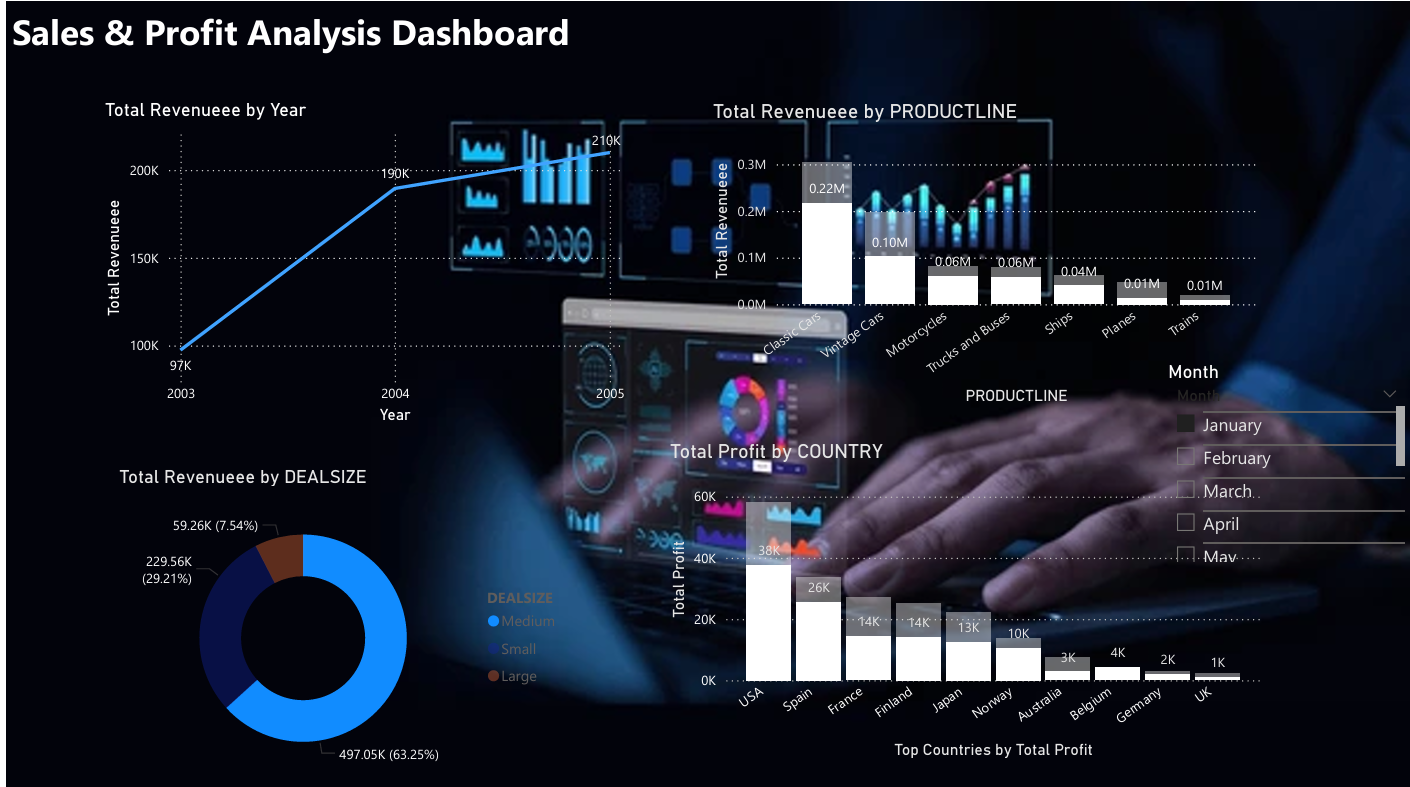 Sales & Profit Analysis Dashboard
Total Revenueee by Year
Total Revenueee
200K
150K
100K
97K
190K
210K
2003
2004
2005
Year
Total Revenueee by PRODUCTLINE
Total Revenueee
0.3M
0.2M
0.1M
0.0M
0.22M
0.10M
0.06M
0.06M
0.04M
0.01M
0.01M
Classic Cars
Vintage Cars
Motorcycles
Trucks and Buses
Ships
Planes
Trains
PRODUCTLINE
Month
Month
January
February
March
April
May
Total Revenueee by DEALSIZE
59.26K (7.54%)
229.56K
(29.21%)
497.05K (63.25%)
DEALSIZE
Medium
Small
Large
Total Profit by COUNTRY
Total Profit
60K
40K
20K
0K
38K
26K
14K
14K
13K
10K
3K
4K
2K
1K
USA
Spain
France
Finland
Japan
Norway
Australia
Belgium
Germany
UK
Top Countries by Total Profit